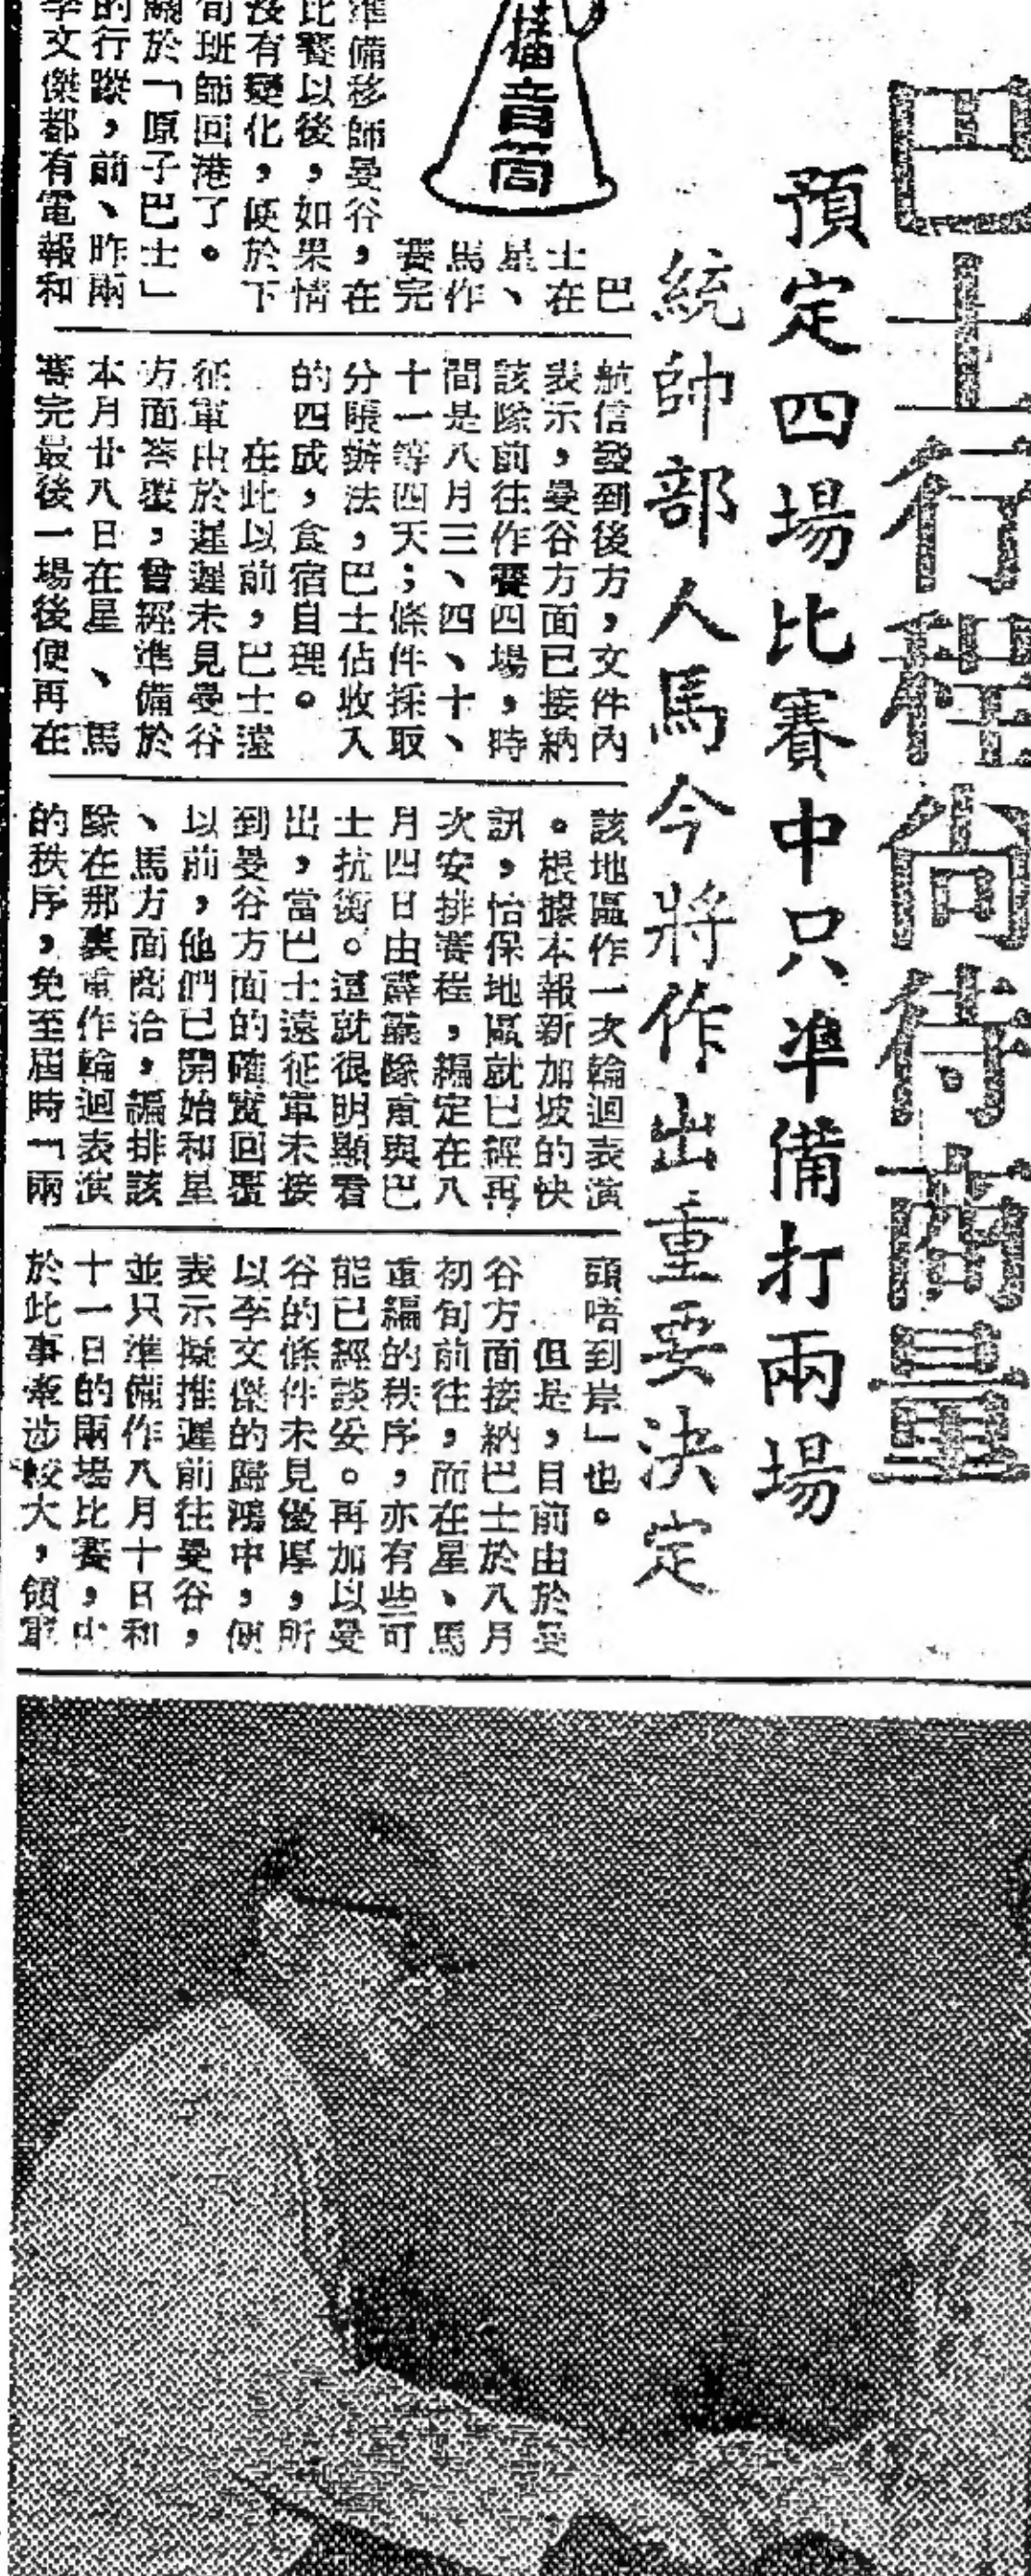 巴士行程尚待商量
預定四場比賽中只準備打兩場
統帥部人馬今將作出重要決定
播音筒
巴
士在
星、
馬作
賽完
準備移師曼谷,在
比賽以後,如果情
沒有變化,便於下
旬班師回港了。
關於「原子巴士」
的行蹤,前、昨兩
李文傑都有電報和
航信發到後方,文件內
表示,曼谷方面已接納
該隊前往作賽四場,時
間是八月三、四、十、
十一等四天;條件採取
分賬辦法,巴士佔收入
的四成,食宿自理。
在此以前,巴士遠
征軍由於遲遲未見曼谷
方面答覆,曾經準備於
本月廿八日在星、馬
賽完最後一場後便再在
該地區作一次輪迴表演
。根據本報新加坡的快
訊,怡保地區就已經再
次安排賽程,編定在八
月四日由霹靂隊重與巴
士抗衡。這就很明顯看
出,當巴士遠征軍未接
到曼谷方面的確實回覆
以前,他們已開始和星
、馬方面商洽,編排該
隊在那裏重作輪迴表演
的秩序,免至屆時「兩
頭唔到岸」也。
但是,目前由於曼
谷方面接納巴士於八月
初旬前往,而在星、馬
重編的秩序,亦有些可
能已經談妥。再加以曼
谷的條件未見優厚,所
以李文傑的歸鴻中,便
表示擬推遲前往曼谷,
並只準備作八月十日和
十一日的兩場比賽,由
於此事牽涉較大,領軍